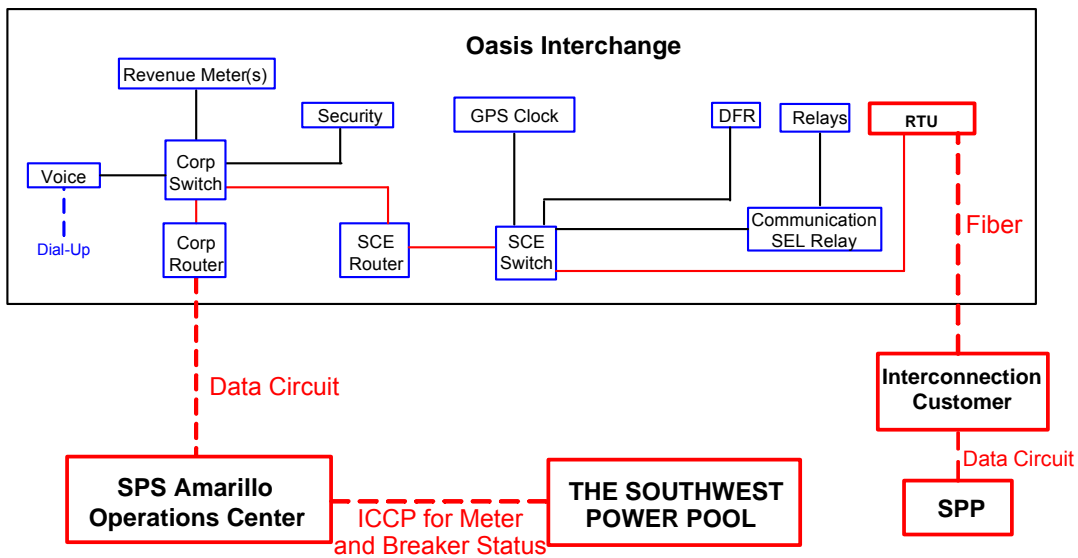 Oasis Interchange
Revenue Meter(s)
Security
GPS Clock
DFR
Relays
RTU
Voice
Corp
Switch
Dial-Up
Corp
Router
SCE
Router
SCE
Switch
Communication
SEL Relay
Fiber
Data Circuit
Interconnection
Customer
Data Circuit
SPS Amarillo
Operations Center
ICCP for Meter
and Breaker Status
THE SOUTHWEST
POWER POOL
SPP